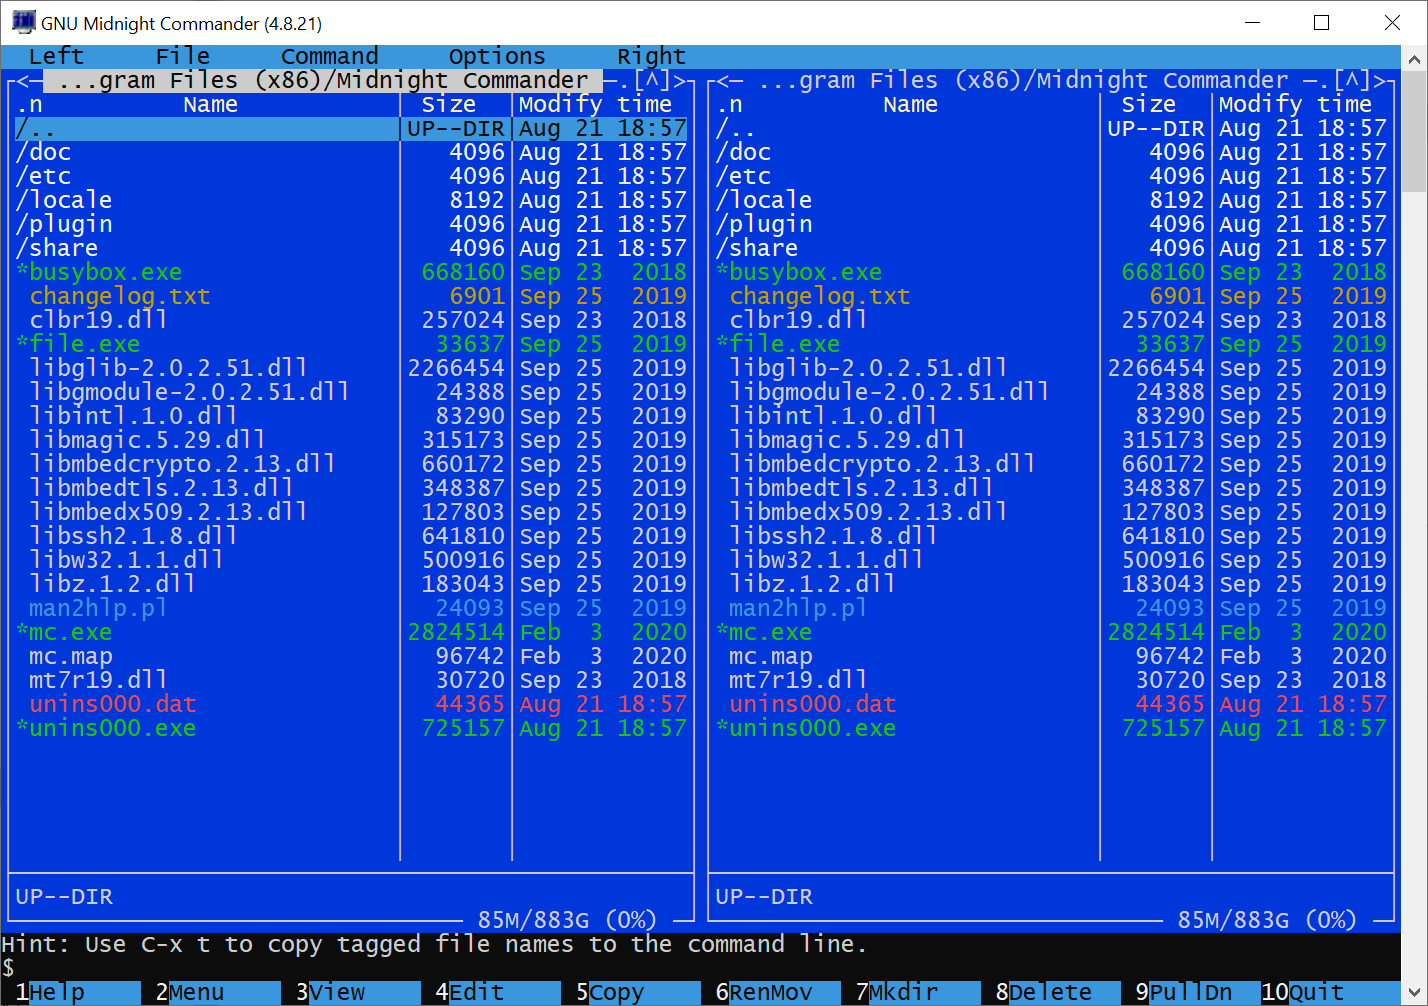 GNU Midnight Commander (4.8.21)
Left File Command Options Right
<─ ...gram Files (x86)/Midnight Commander ─.[^]> <─ ...gram Files (x86)/Midnight Commander ─.[^]>
.n Name Size Modify time .n Name Size Modify time
/.. UP--DIR Aug 21 18:57 /.. UP--DIR Aug 21 18:57
/doc 4096 Aug 21 18:57 /doc 4096 Aug 21 18:57
/etc 4096 Aug 21 18:57 /etc 4096 Aug 21 18:57
/locale 8192 Aug 21 18:57 /locale 8192 Aug 21 18:57
/plugin 4096 Aug 21 18:57 /plugin 4096 Aug 21 18:57
/share 4096 Aug 21 18:57 /share 4096 Aug 21 18:57
*busybox.exe 668160 Sep 23 2018 *busybox.exe 668160 Sep 23 2018
changelog.txt 6901 Sep 25 2019 changelog.txt 6901 Sep 25 2019
clbr19.dll 257024 Sep 23 2018 clbr19.dll 257024 Sep 23 2018
*file.exe 33637 Sep 25 2019 *file.exe 33637 Sep 25 2019
libglib-2.0.2.51.dll 2266454 Sep 25 2019 libglib-2.0.2.51.dll 2266454 Sep 25 2019
libgmodule-2.0.2.51.dll 24388 Sep 25 2019 libgmodule-2.0.2.51.dll 24388 Sep 25 2019
libintl.1.0.dll 83290 Sep 25 2019 libintl.1.0.dll 83290 Sep 25 2019
libmagic.5.29.dll 315173 Sep 25 2019 libmagic.5.29.dll 315173 Sep 25 2019
libmbedcrypto.2.13.dll 660172 Sep 25 2019 libmbedcrypto.2.13.dll 660172 Sep 25 2019
libmbedtls.2.13.dll 348387 Sep 25 2019 libmbedtls.2.13.dll 348387 Sep 25 2019
libmbedx509.2.13.dll 127803 Sep 25 2019 libmbedx509.2.13.dll 127803 Sep 25 2019
libssh2.1.8.dll 641810 Sep 25 2019 libssh2.1.8.dll 641810 Sep 25 2019
libw32.1.1.dll 500916 Sep 25 2019 libw32.1.1.dll 500916 Sep 25 2019
libz.1.2.dll 183043 Sep 25 2019 libz.1.2.dll 183043 Sep 25 2019
man2hlp.pl 24093 Sep 25 2019 man2hlp.pl 24093 Sep 25 2019
*mc.exe 2824514 Feb 3 2020 *mc.exe 2824514 Feb 3 2020
mc.map 96742 Feb 3 2020 mc.map 96742 Feb 3 2020
mt7r19.dll 30720 Sep 23 2018 mt7r19.dll 30720 Sep 23 2018
unins000.dat 44365 Aug 21 18:57 unins000.dat 44365 Aug 21 18:57
*unins000.exe 725157 Aug 21 18:57 *unins000.exe 725157 Aug 21 18:57
UP--DIR UP--DIR
85M/883G (0%) 85M/883G (0%)
Hint: Use C-x t to copy tagged file names to the command line.
$
1Help 2Menu 3View 4Edit 5Copy 6RenMov 7Mkdir 8Delete 9PullDn 10Quit